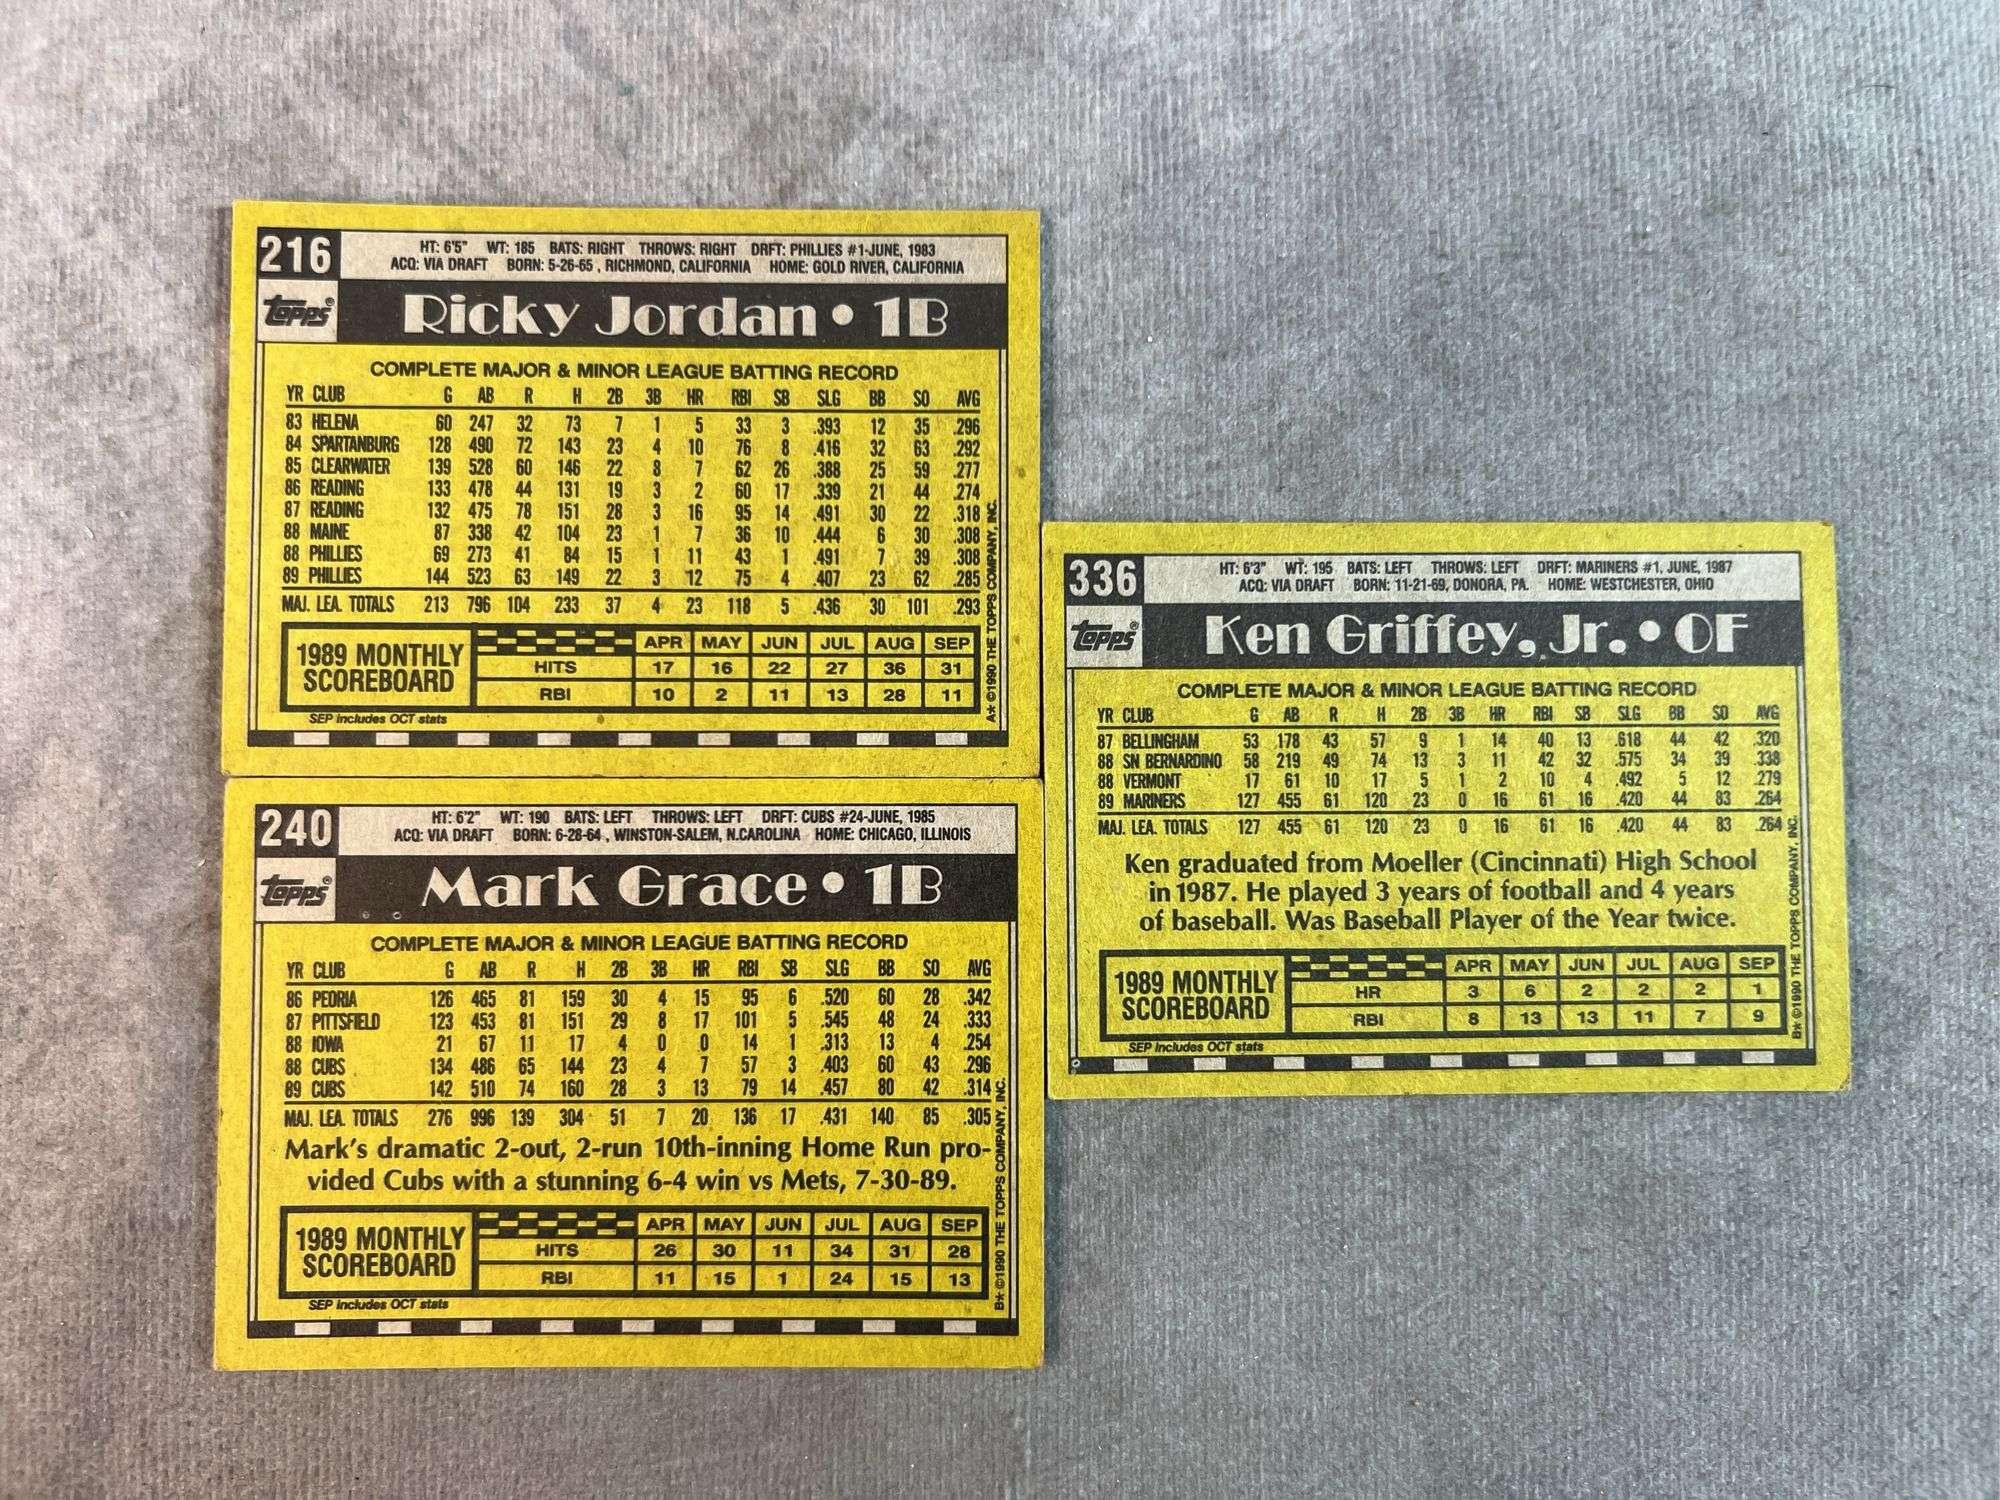 216
HT: 6'5" WT: 185 BATS: RIGHT THROWS: RIGHT DRFT: PHILLIES #1-JUNE, 1983
ACQ: VIA DRAFT BORN: 5-26-65 , RICHMOND, CALIFORNIA HOME: GOLD RIVER, CALIFORNIA
topps® Ricky Jordan • 1B
COMPLETE MAJOR & MINOR LEAGUE BATTING RECORD
YR CLUB G AB R H 2B 3B HR RBI SB SLG BB SO AVG
83 HELENA 60 247 32 73 7 1 5 33 3 .393 12 35 .296
84 SPARTANBURG 128 490 72 143 23 4 10 76 8 .416 32 63 .292
85 CLEARWATER 139 528 60 146 22 8 7 62 26 .388 25 59 .277
86 READING 133 478 44 131 19 3 2 60 17 .339 21 44 .274
87 READING 132 475 78 151 28 3 16 95 14 .491 30 22 .318
88 MAINE 87 338 42 104 23 1 7 36 10 .444 6 30 .308
88 PHILLIES 69 273 41 84 15 1 11 43 1 .491 7 39 .308
89 PHILLIES 144 523 63 149 22 3 12 75 4 .407 23 62 .285
MAJ. LEA. TOTALS 213 796 104 233 37 4 23 118 5 .436 30 101 .293
1989 MONTHLY SCOREBOARD
APR MAY JUN JUL AUG SEP
HITS 17 16 22 27 36 31
RBI 10 2 11 13 28 11
SEP includes OCT stats
A* ©1990 THE TOPPS COMPANY, INC.
240
HT: 6'2" WT: 190 BATS: LEFT THROWS: LEFT DRFT: CUBS #24-JUNE, 1985
ACQ: VIA DRAFT BORN: 6-28-64 , WINSTON-SALEM, N.CAROLINA HOME: CHICAGO, ILLINOIS
topps® Mark Grace • 1B
COMPLETE MAJOR & MINOR LEAGUE BATTING RECORD
YR CLUB G AB R H 2B 3B HR RBI SB SLG BB SO AVG
86 PEORIA 126 465 81 159 30 4 15 95 6 .520 60 28 .342
87 PITTSFIELD 123 453 81 151 29 8 17 101 5 .545 48 24 .333
88 IOWA 21 67 11 17 4 0 0 14 1 .313 13 4 .254
88 CUBS 134 486 65 144 23 4 7 57 3 .403 60 43 .296
89 CUBS 142 510 74 160 28 3 13 79 14 .457 80 42 .314
MAJ. LEA. TOTALS 276 996 139 304 51 7 20 136 17 .431 140 85 .305
Mark's dramatic 2-out, 2-run 10th-inning Home Run pro-
vided Cubs with a stunning 6-4 win vs Mets, 7-30-89.
1989 MONTHLY SCOREBOARD
APR MAY JUN JUL AUG SEP
HITS 26 30 11 34 31 28
RBI 11 15 1 24 15 13
SEP includes OCT stats
B* ©1990 THE TOPPS COMPANY, INC.
336
HT: 6'3" WT: 195 BATS: LEFT THROWS: LEFT DRFT: MARINERS #1, JUNE, 1987
ACQ: VIA DRAFT BORN: 11-21-69, DONORA, PA. HOME: WESTCHESTER, OHIO
topps® Ken Griffey, Jr. • OF
COMPLETE MAJOR & MINOR LEAGUE BATTING RECORD
YR CLUB G AB R H 2B 3B HR RBI SB SLG BB SO AVG
87 BELLINGHAM 53 178 43 57 9 1 14 40 13 .618 44 42 .320
88 SN BERNARDINO 58 219 49 74 13 3 11 42 32 .575 34 39 .338
88 VERMONT 17 61 10 17 5 1 2 10 4 .492 5 12 .279
89 MARINERS 127 455 61 120 23 0 16 61 16 .420 44 83 .264
MAJ. LEA. TOTALS 127 455 61 120 23 0 16 61 16 .420 44 83 .264
Ken graduated from Moeller (Cincinnati) High School
in 1987. He played 3 years of football and 4 years
of baseball. Was Baseball Player of the Year twice.
1989 MONTHLY SCOREBOARD
APR MAY JUN JUL AUG SEP
HR 3 6 2 2 2 1
RBI 8 13 13 11 7 9
SEP includes OCT stats
B* ©1990 THE TOPPS COMPANY, INC.